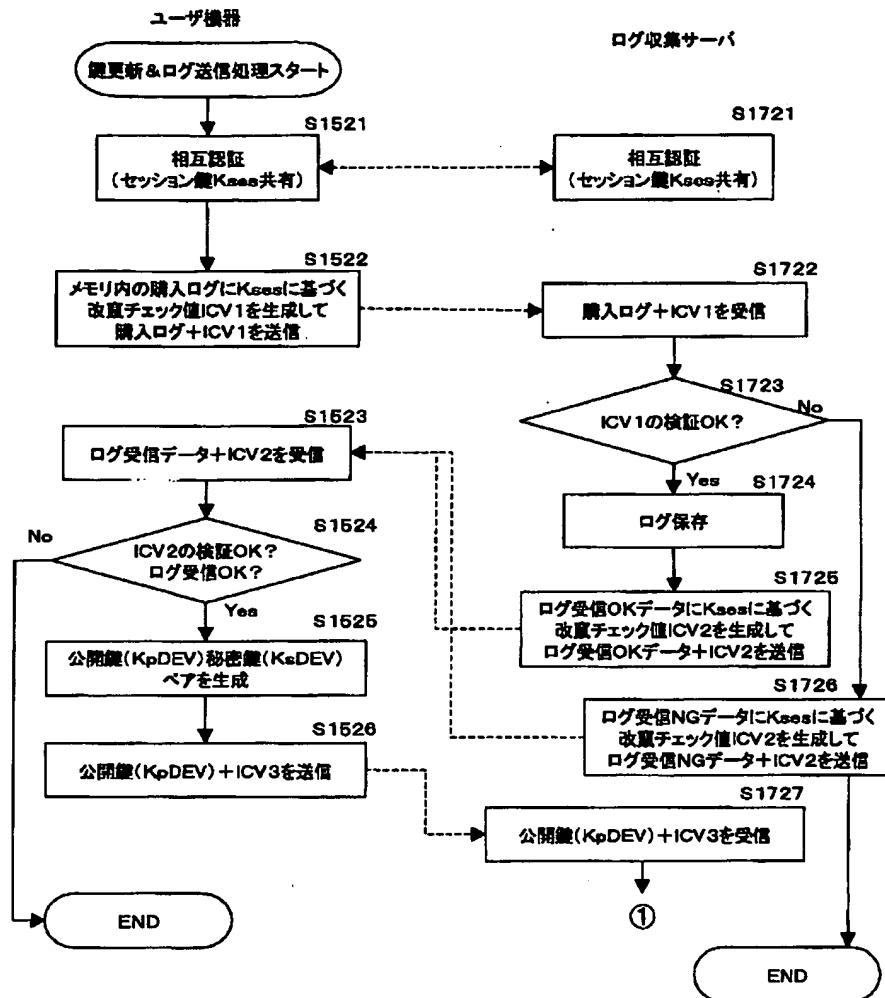 ユーザ機器
ログ収集サーバ
鍵更新&ログ送信処理スタート
S1521
相互認証
(セッション鍵Kses共有)
S1721
相互認証
(セッション鍵Kses共有)
S1522
メモリ内の購入ログにKsesに基づく
改竄チェック値ICV1を生成して
購入ログ+ICV1を送信
S1722
購入ログ+ICV1を受信
S1723
ICV1の検証OK?
No
Yes
S1523
ログ受信データ+ICV2を受信
S1724
ログ保存
S1524
No
ICV2の検証OK?
ログ受信OK?
Yes
S1725
ログ受信OKデータにKsesに基づく
改竄チェック値ICV2を生成して
ログ受信OKデータ+ICV2を送信
S1525
公開鍵(KpDEV)秘密鍵(KsDEV)
ペアを生成
S1726
ログ受信NGデータにKsesに基づく
改竄チェック値ICV2を生成して
ログ受信NGデータ+ICV2を送信
S1526
公開鍵(KpDEV)+ICV3を送信
S1727
公開鍵(KpDEV)+ICV3を受信
①
END
END